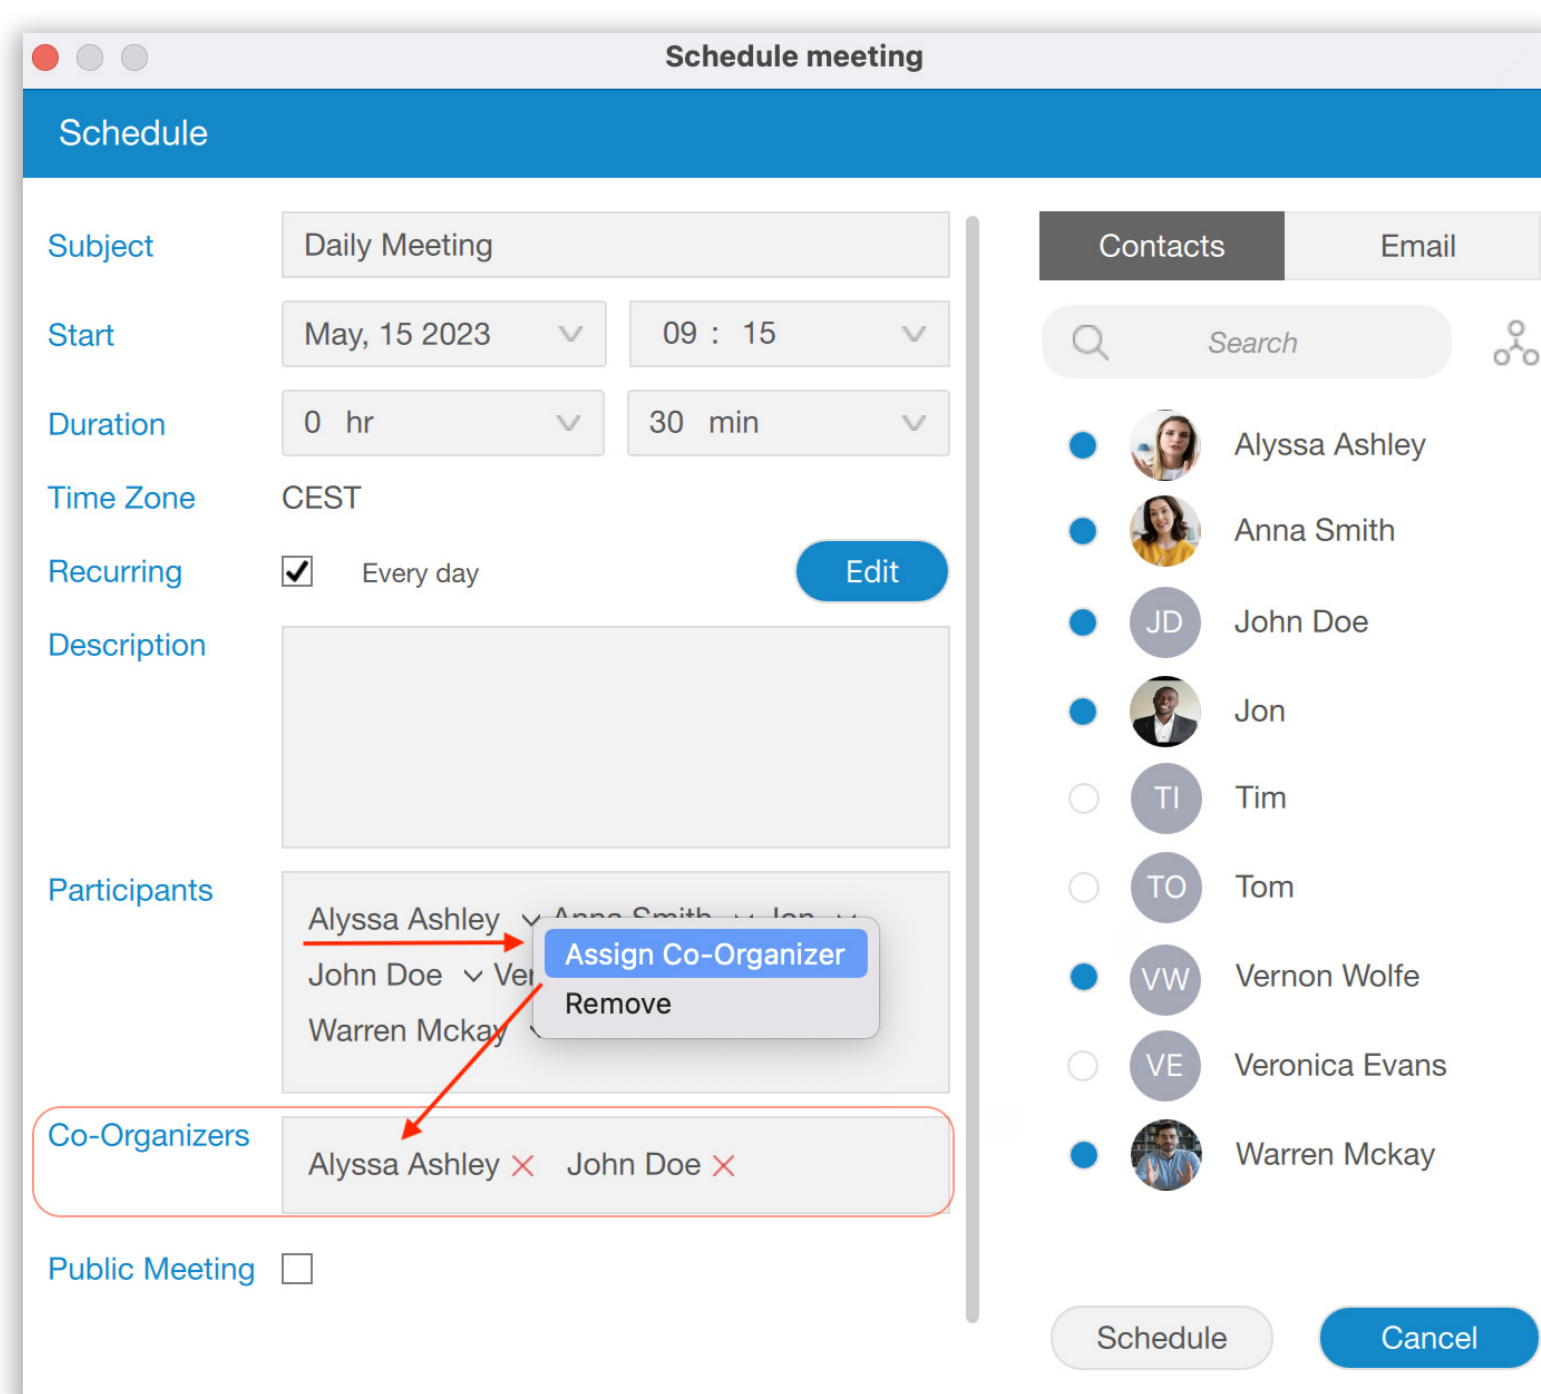 Schedule meeting
Schedule
Subject
Daily Meeting
Start
May, 15 2023
09 : 15
Duration
0 hr
30 min
Time Zone
CEST
Recurring
Every day
Edit
Description
Participants
Alyssa Ashley Anna Smith Jon
John Doe
Warren Mckay
Assign Co-Organizer
Remove
Co-Organizers
Alyssa Ashley
John Doe
Public Meeting
Contacts
Email
Search
Alyssa Ashley
Anna Smith
JD
John Doe
Jon
TI
Tim
TO
Tom
VW
Vernon Wolfe
VE
Veronica Evans
Warren Mckay
Schedule
Cancel